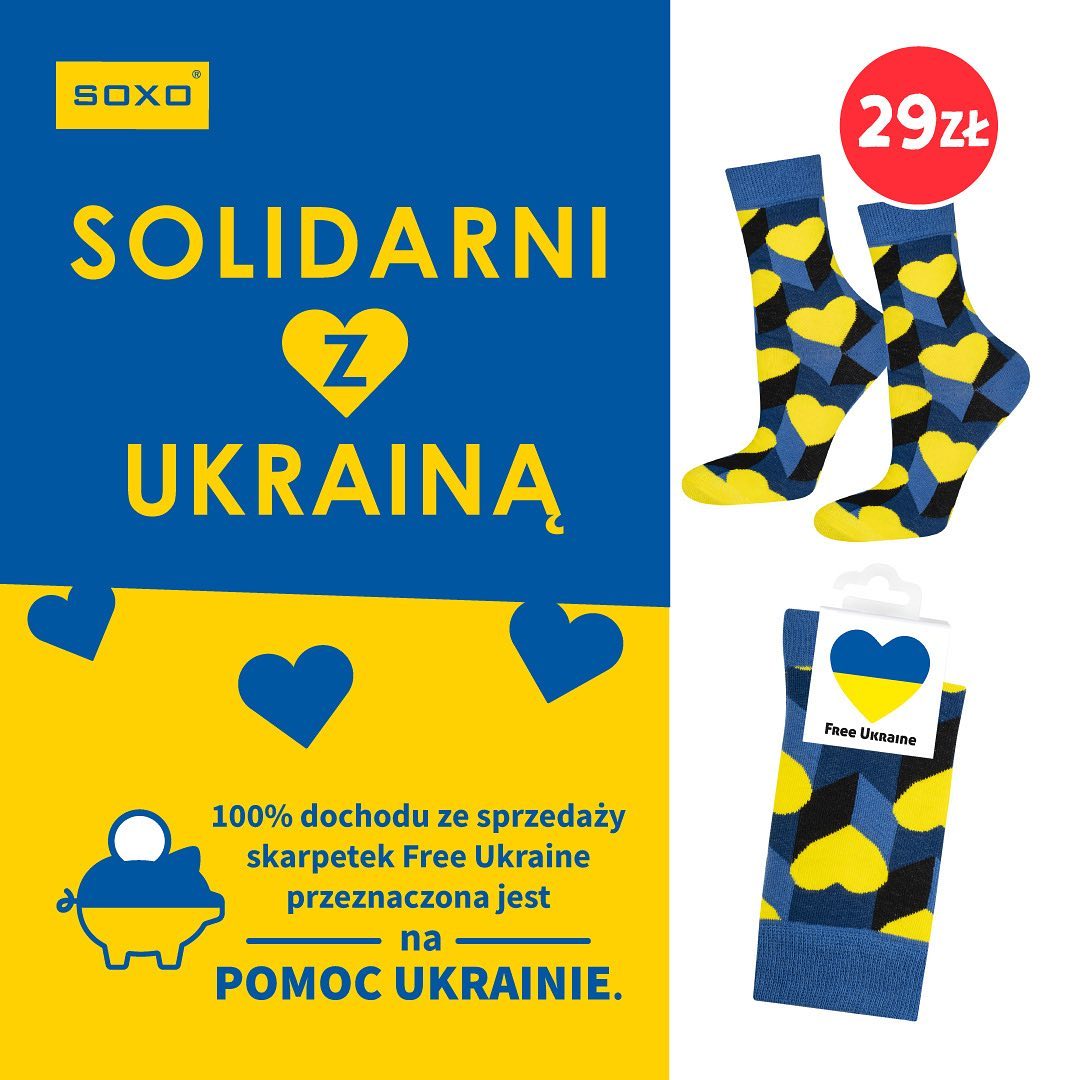 SOXO®
SOLIDARNI
Z
UKRAINĄ
100% dochodu ze sprzedaży
skarpetek Free Ukraine
przeznaczona jest
na
POMOC UKRAINIE.
29ZŁ
Free Ukraine